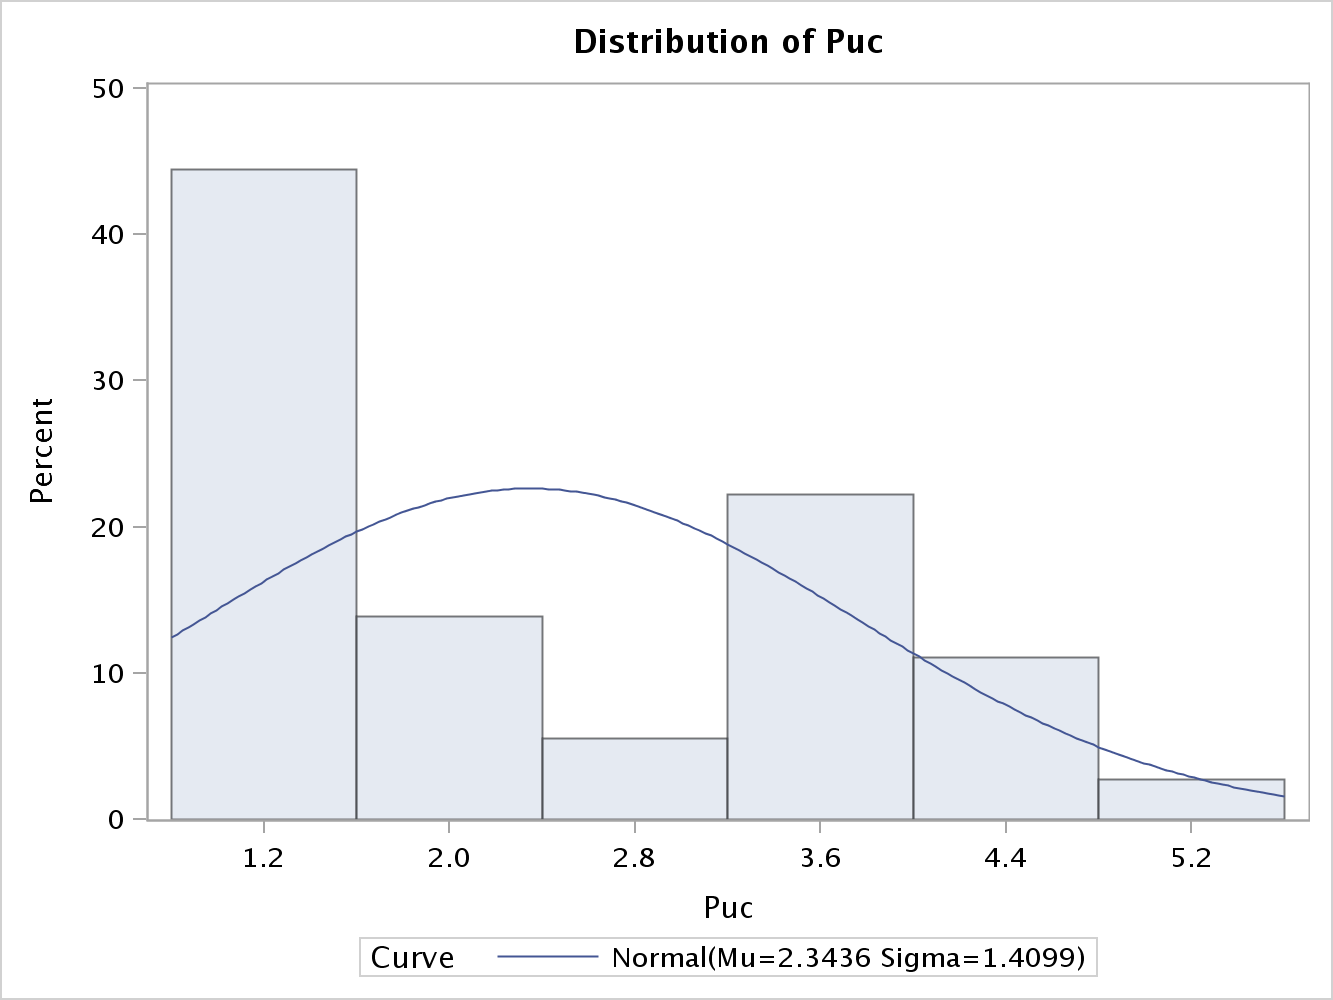 Distribution of Puc
50
40
30
20
10
0
Percent
1.2 2.0 2.8 3.6 4.4 5.2
Puc
Curve Normal(Mu=2.3436 Sigma=1.4099)